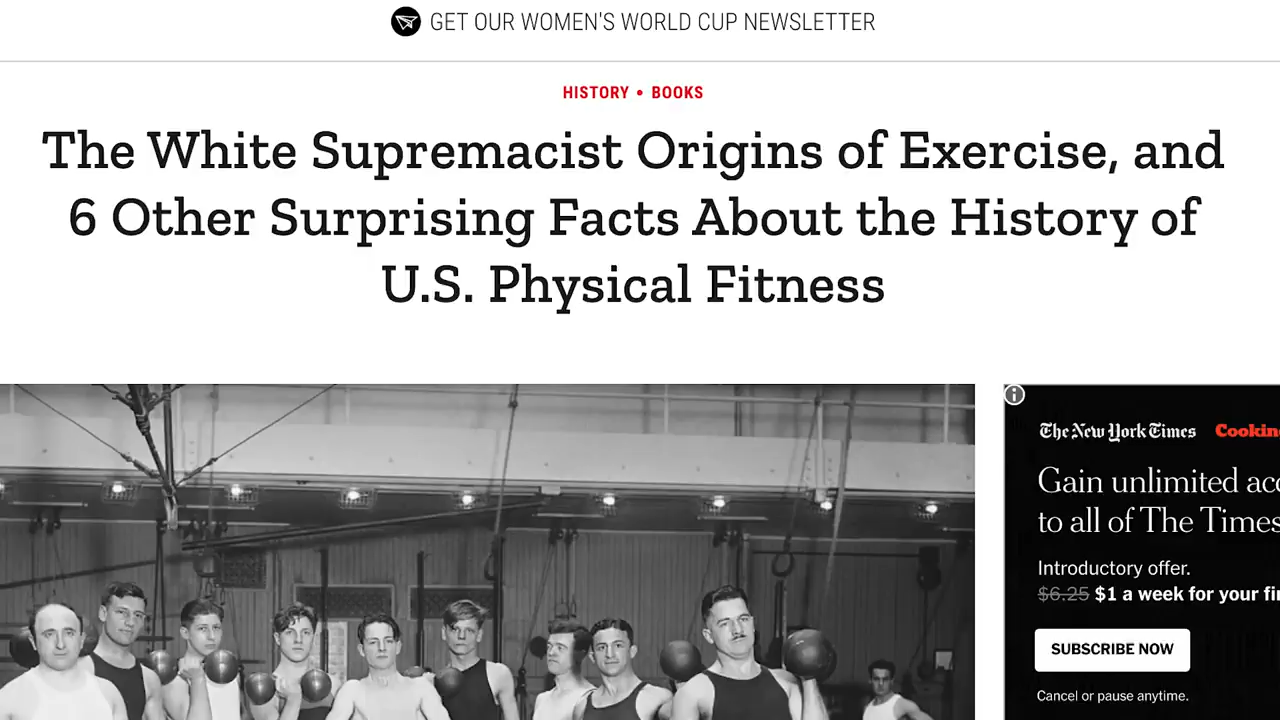 GET OUR WOMEN'S WORLD CUP NEWSLETTER
HISTORY • BOOKS
The White Supremacist Origins of Exercise, and
6 Other Surprising Facts About the History of
U.S. Physical Fitness
The New York Times
Gain unlimited
to all of The Times
Introductory offer.
$6.25 $1 a week for your
SUBSCRIBE NOW
Cancel or pause anytime.